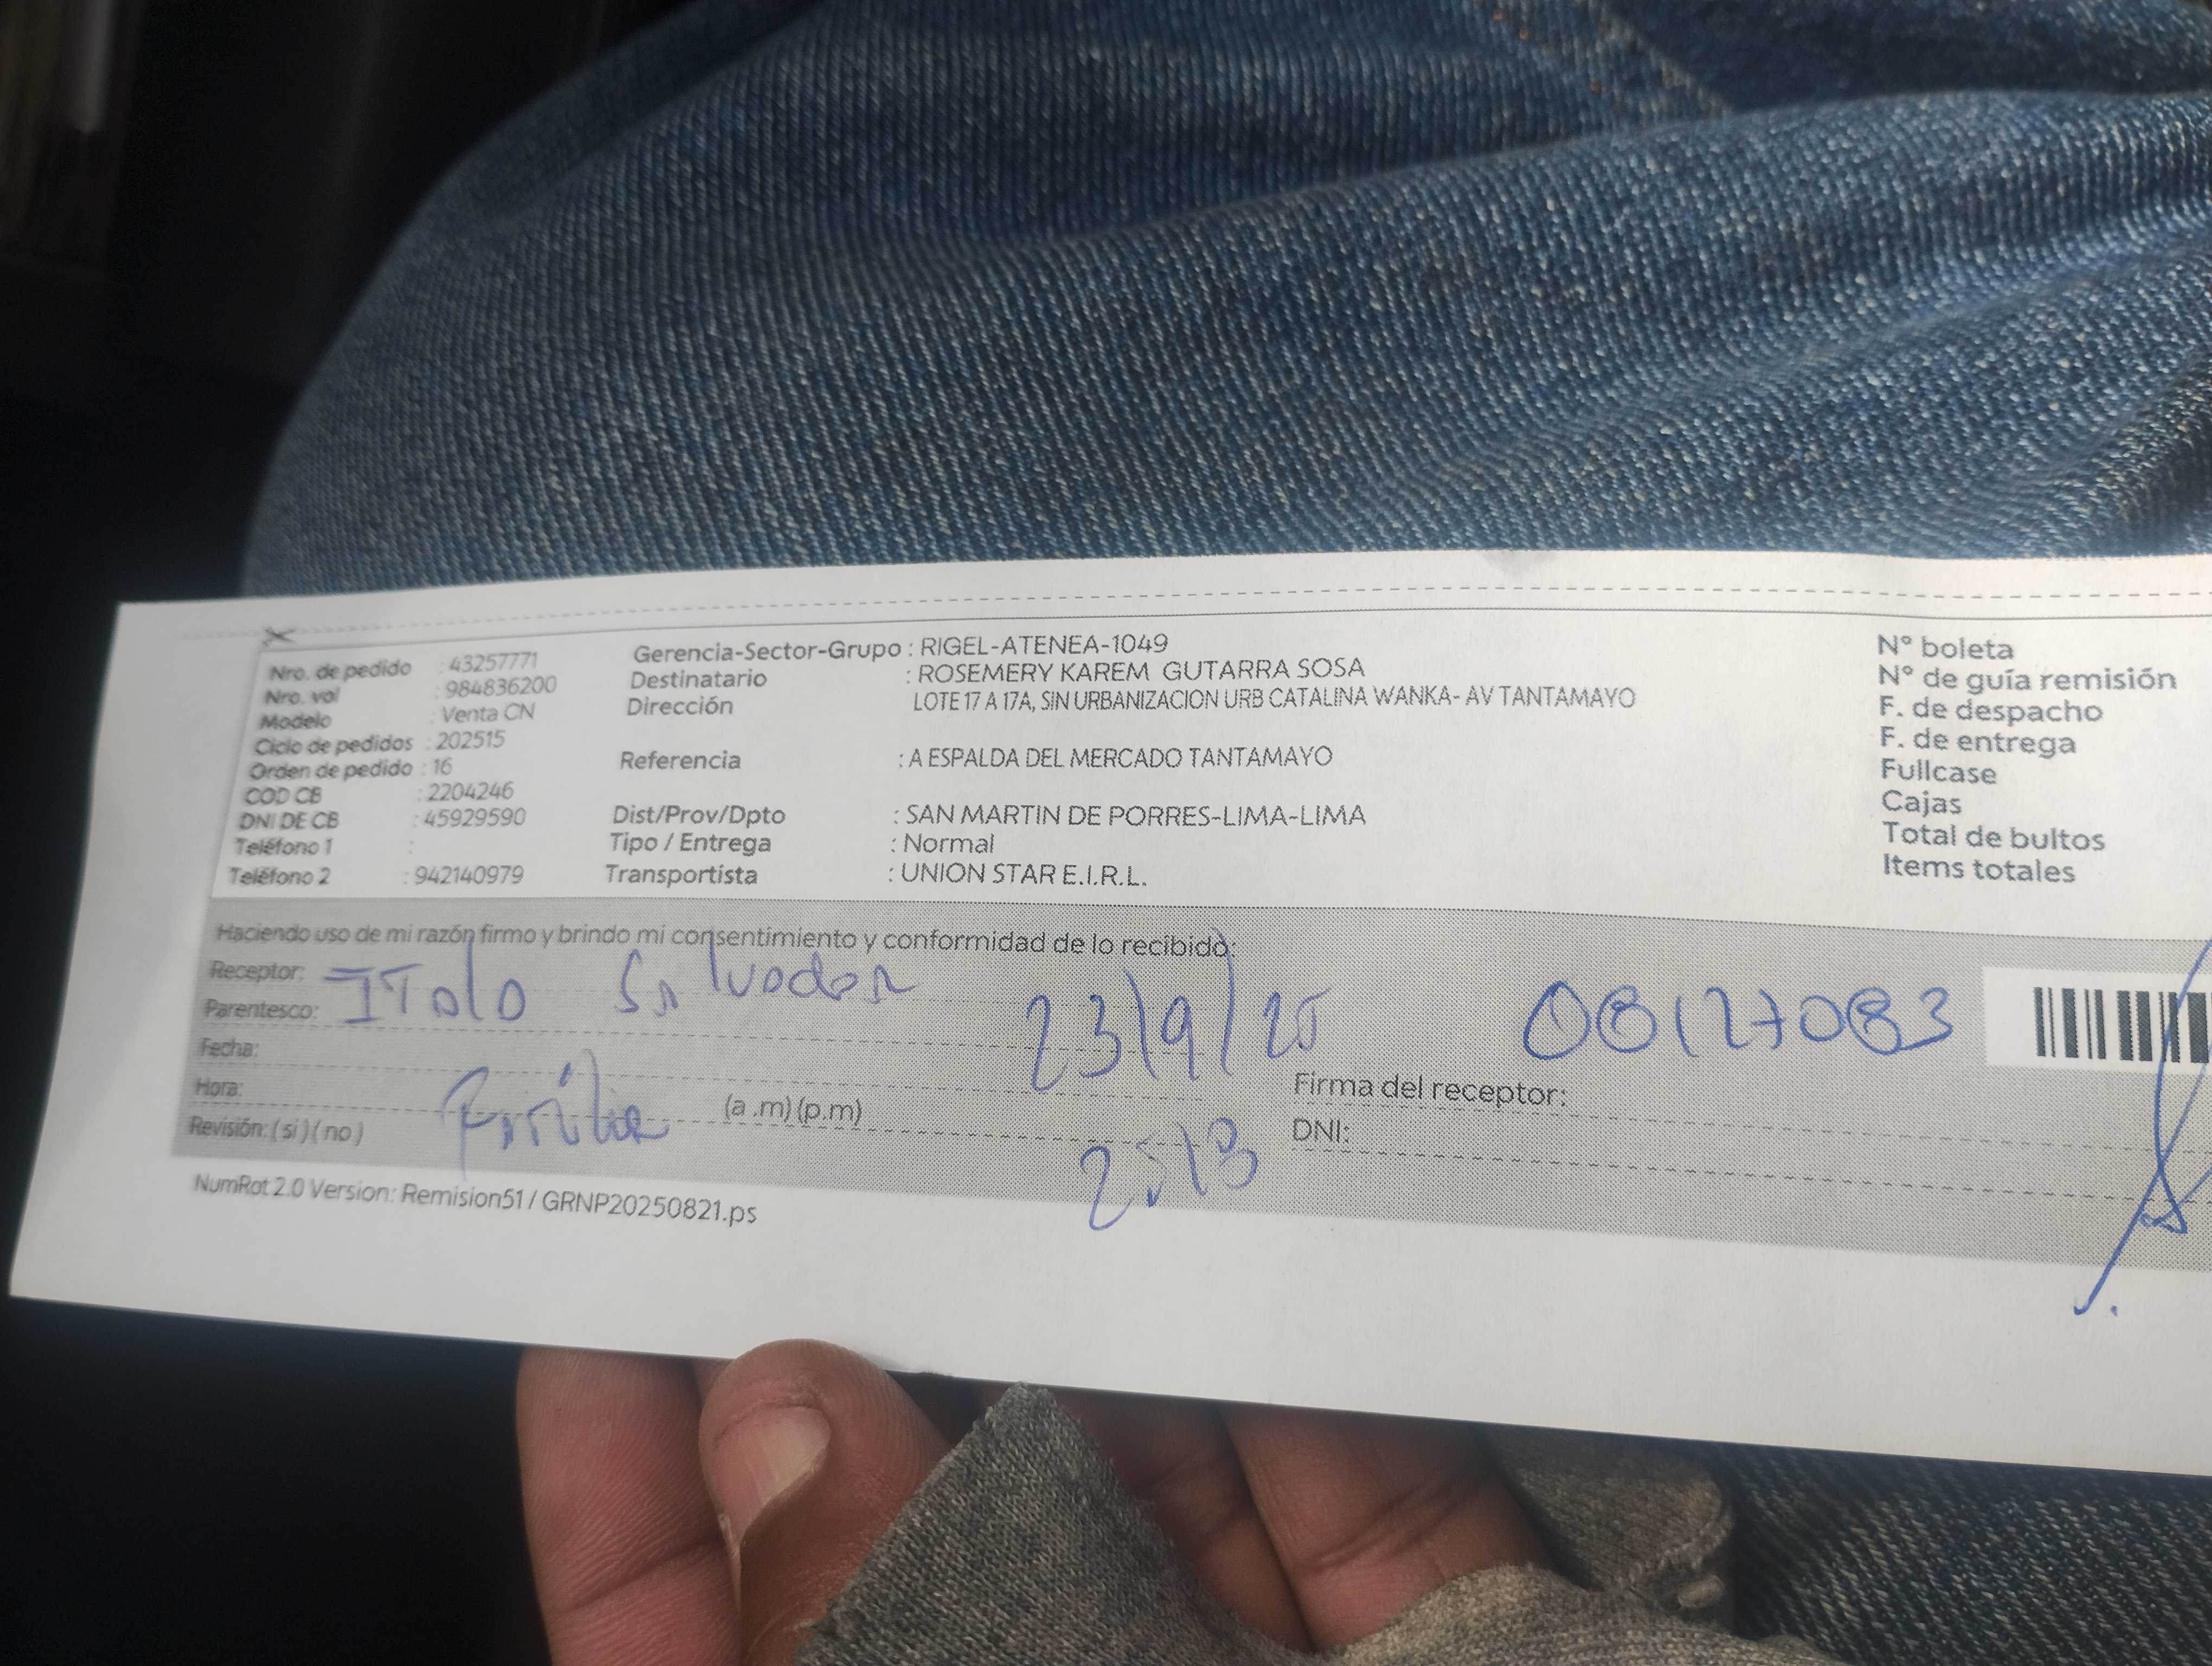 Nro. de pedido : 43257771
Nro. vol : 984836200
Modelo : Venta CN
Ciclo de pedidos : 202515
Orden de pedido : 16
COD CB : 2204246
DNI DE CB : 45929590
Teléfono 1 :
Teléfono 2 : 942140979
Gerencia-Sector-Grupo : RIGEL-ATENEA-1049
Destinatario : ROSEMERY KAREM GUTARRA SOSA
Dirección LOTE 17 A 17A, SIN URBANIZACION URB CATALINA WANKA- AV TANTAMAYO
Referencia : A ESPALDA DEL MERCADO TANTAMAYO
Dist/Prov/Dpto : SAN MARTIN DE PORRES-LIMA-LIMA
Tipo / Entrega : Normal
Transportista : UNION STAR E.I.R.L.
N° boleta
N° de guía remisión
F. de despacho
F. de entrega
Fullcase
Cajas
Total de bultos
Items totales
Haciendo uso de mi razón firmo y brindo mi consentimiento y conformidad de lo recibido:
Receptor: ITalo Salvador
Parentesco:
Fecha: 23/9/25
Hora: (a .m) (p.m)
Revisión: ( si ) ( no )
Familia
Firma del receptor:
DNI:
NumRot 2.0 Version: Remision51 / GRNP20250821.ps